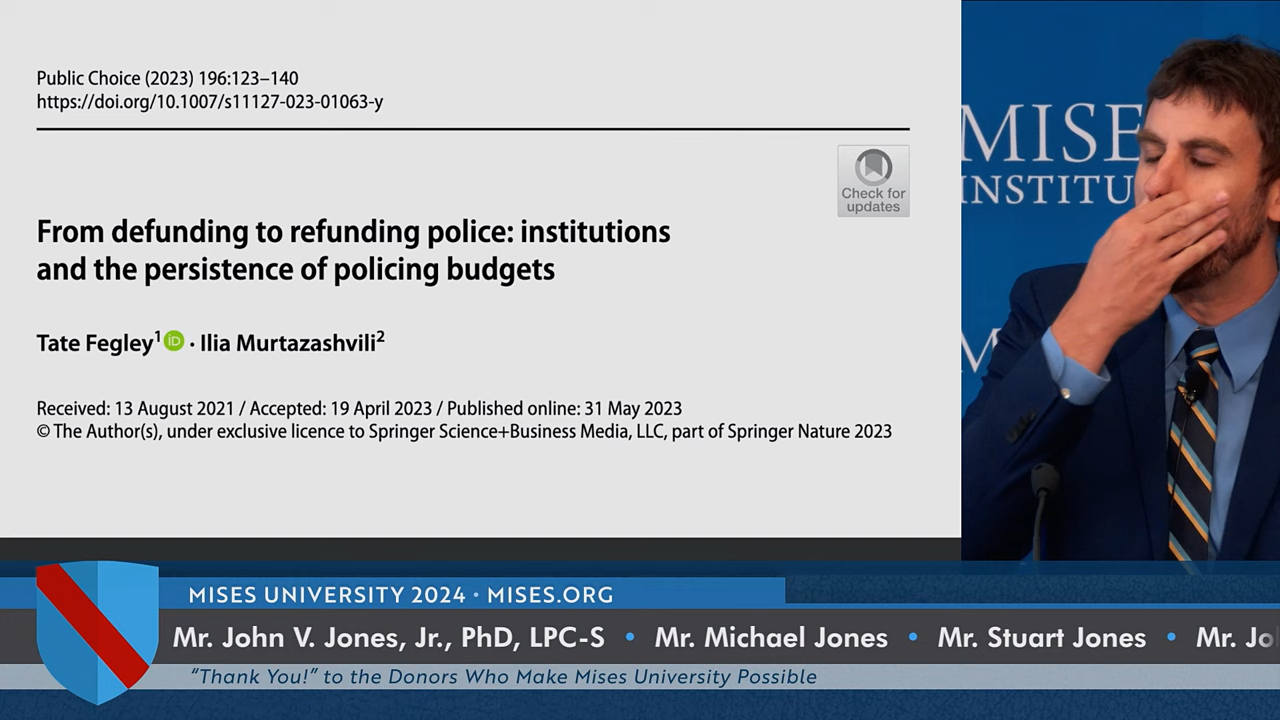 Public Choice (2023) 196:123–140
https://doi.org/10.1007/s11127-023-01063-y
Check for
updates
From defunding to refunding police: institutions
and the persistence of policing budgets
Tate Fegley¹ iD · Ilia Murtazashvili²
Received: 13 August 2021 / Accepted: 19 April 2023 / Published online: 31 May 2023
© The Author(s), under exclusive licence to Springer Science+Business Media, LLC, part of Springer Nature 2023
MISE
INSTITU
M
MISES UNIVERSITY 2024 • MISES.ORG
Mr. John V. Jones, Jr., PhD, LPC-S • Mr. Michael Jones • Mr. Stuart Jones • Mr. Jo
“Thank You!” to the Donors Who Make Mises University Possible